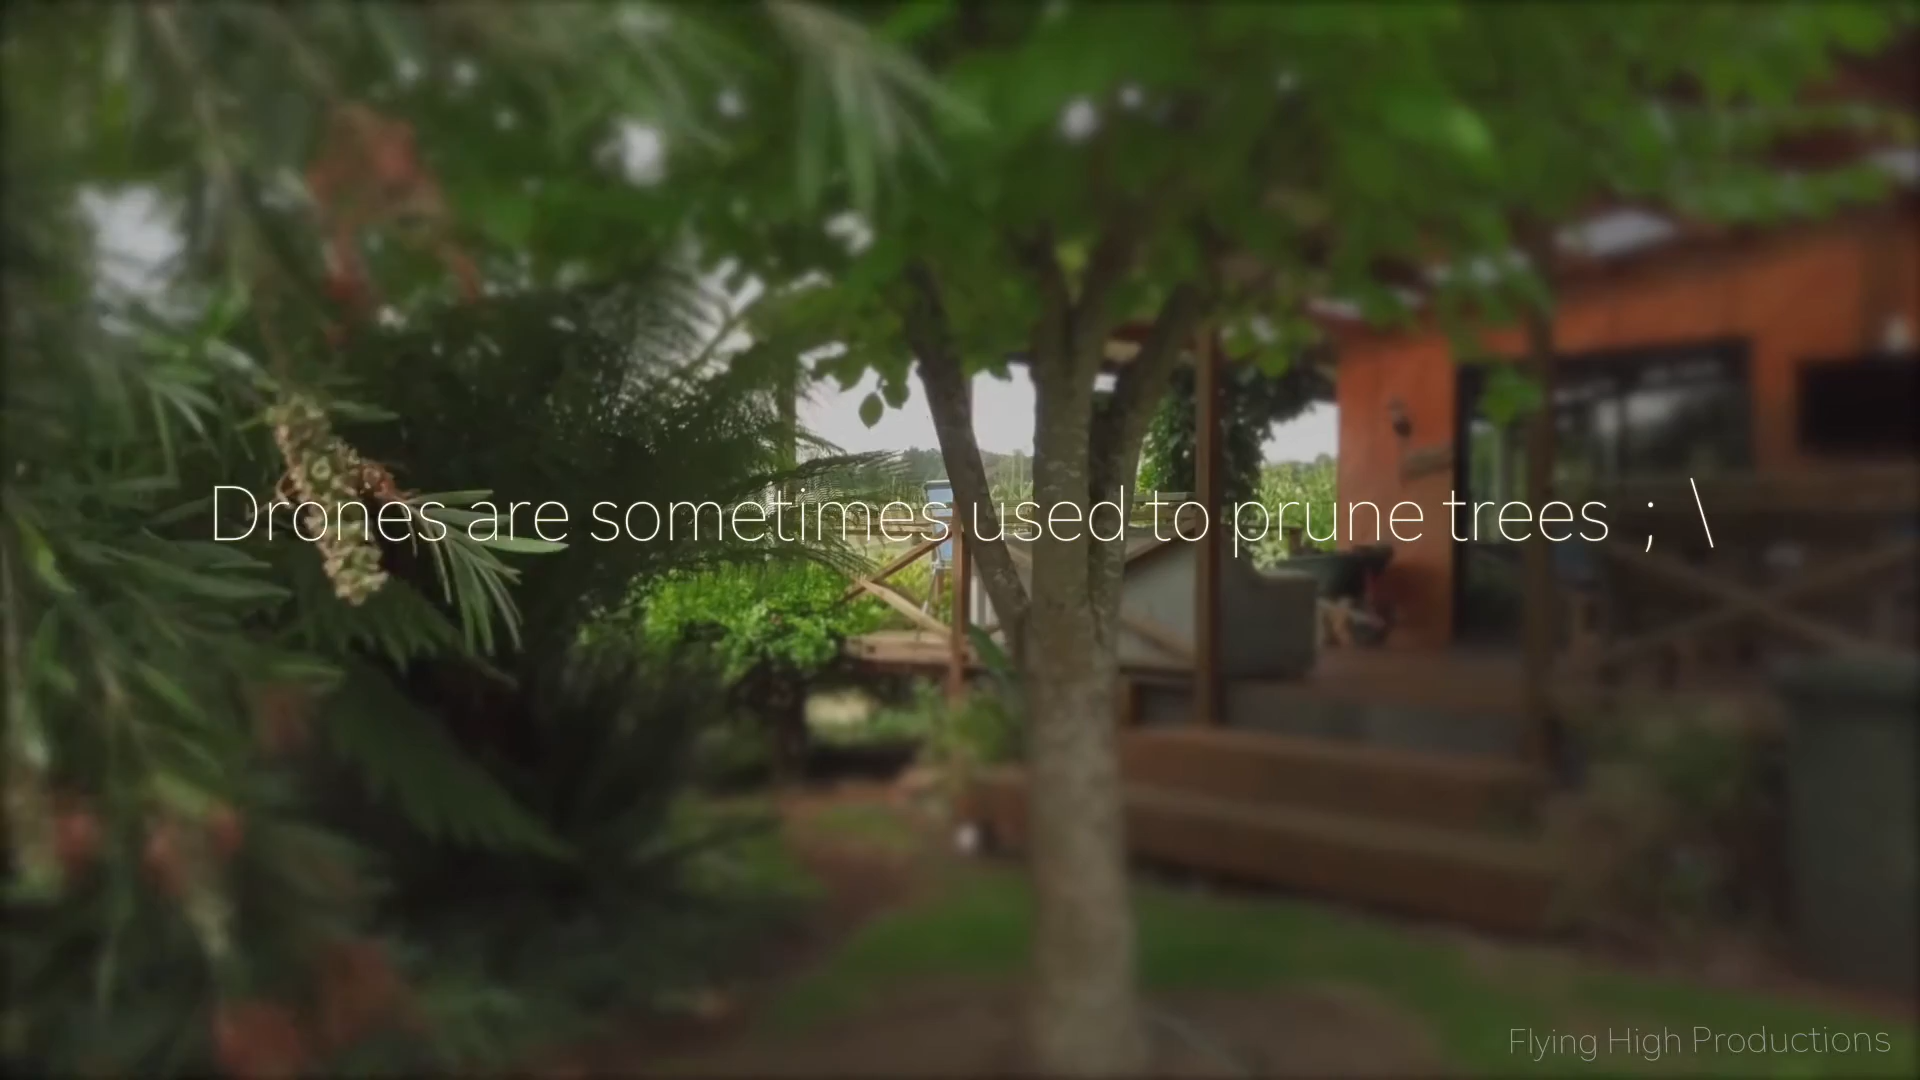 Drones are sometimes used to prune trees ; \
Flying High Productions